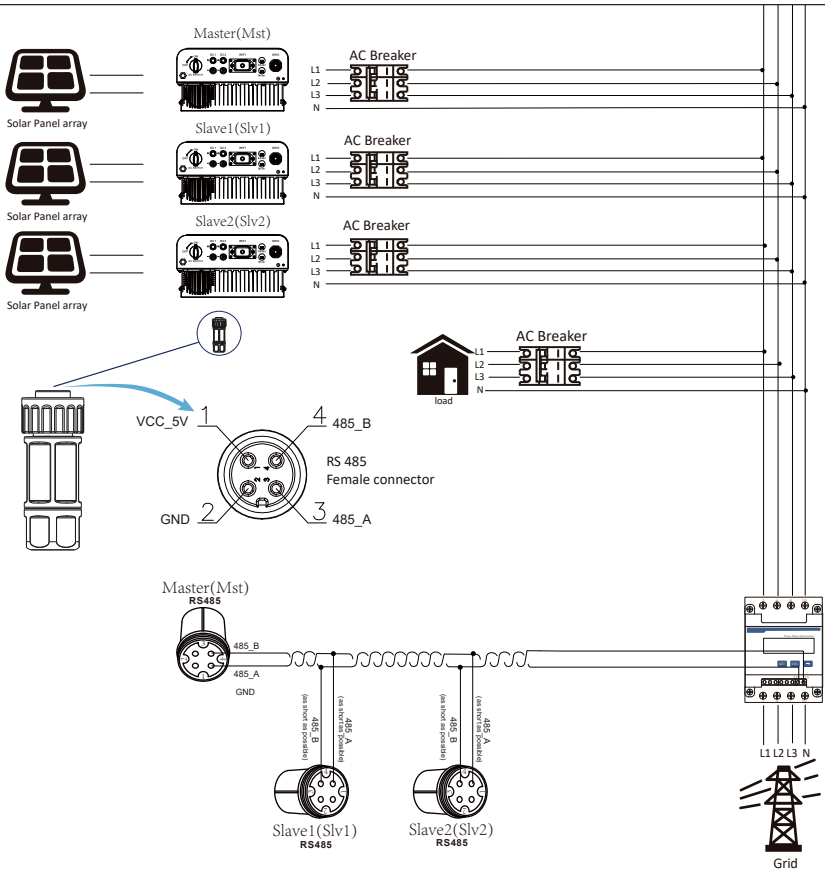 Master(Mst)
AC Breaker
L1
L2
L3
N
Solar Panel array
Slave1(Slv1)
AC Breaker
L1
L2
L3
N
Solar Panel array
Slave2(Slv2)
AC Breaker
L1
L2
L3
N
Solar Panel array
AC Breaker
L1
L2
L3
N
load
VCC_5V 1
4 485_B
RS 485
Female connector
GND 2
3 485_A
1 4
2 3
Master(Mst)
RS485
485_B
485_A
GND
485_B
(as short as possible)
485_A
(as short as possible)
485_B
(as short as possible)
485_A
(as short as possible)
Slave1(Slv1)
RS485
Slave2(Slv2)
RS485
L1 L2 L3 N
Grid